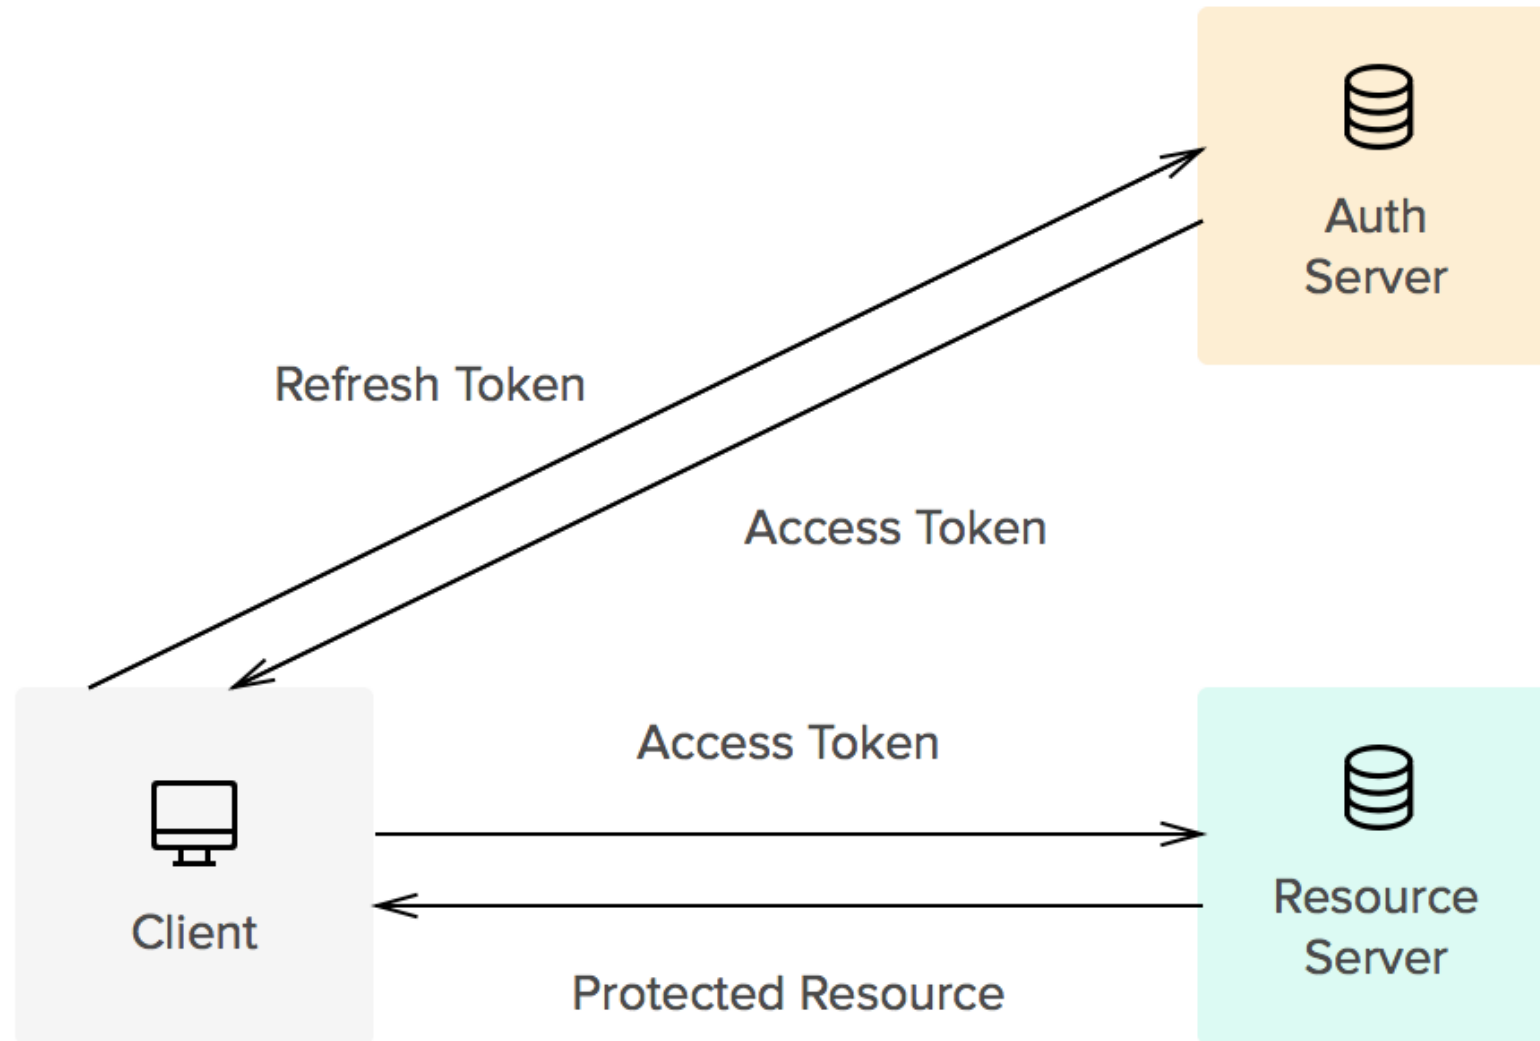 Auth
Server
Refresh Token
Access Token
Access Token
Client
Resource
Server
Protected Resource